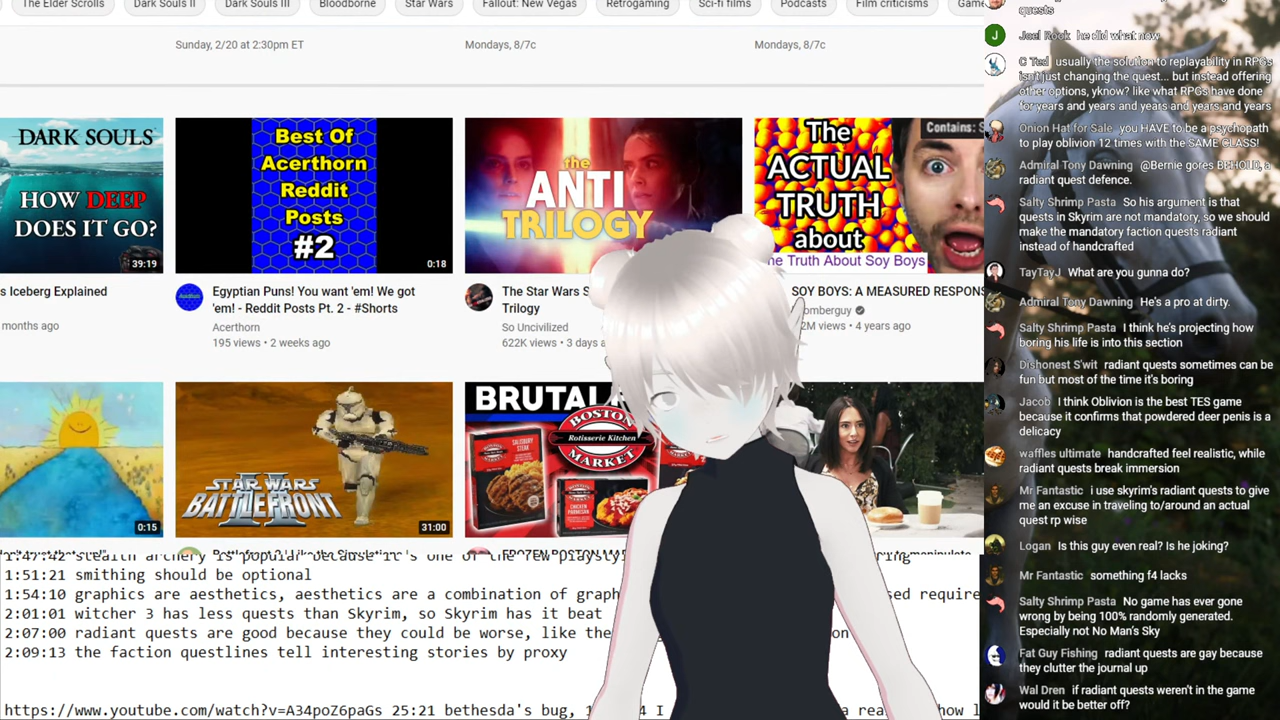 The Elder Scrolls
Dark Souls II
Dark Souls III
Bloodborne
Star Wars
Fallout: New Vegas
Retrogaming
Sci-fi films
Podcasts
Film criticisms
Sunday, 2/20 at 2:30pm ET
Mondays, 8/7c
Mondays, 8/7c
DARK SOULS
HOW DEEP
DOES IT GO?
39:19
s Iceberg Explained
months ago
Best Of
Acerthorn
Reddit
Posts
#2
0:18
Egyptian Puns! You want 'em! We got
'em! - Reddit Posts Pt. 2 - #Shorts
Acerthorn
195 views • 2 weeks ago
the
ANTI
TRILOGY
The Star Wars S
Trilogy
So Uncivilized
622K views • 3 days a
The
ACTUAL
TRUTH
about
Contains: S
he Truth About Soy Boys
SOY BOYS: A MEASURED RESPON
omberguy
2M views • 4 years ago
0:15
STAR WARS
BATTLEFRONT
II
31:00
BRUTAL
BOSTON
Rotisserie Kitchen
MARKET
1:51:21 smithing should be optional
1:54:10 graphics are aesthetics, aesthetics are a combination of graph
sed require
2:01:01 witcher 3 has less quests than Skyrim, so Skyrim has it beat
2:07:00 radiant quests are good because they could be worse, like the
on
2:09:13 the faction questlines tell interesting stories by proxy
https://www.youtube.com/watch?v=A34poZ6paGs 25:21 bethesda's bug, 1
4 I
a rea
how l
quests
Joel Rock he did what now
C Ted usually the solution to replayability in RPGs
isn't just changing the quest... but instead offering
other options, yknow? like what RPGs have done
for years and years and years and years and years
Onion Hat for Sale you HAVE to be a psychopath
to play oblivion 12 times with the SAME CLASS!
Admiral Tony Dawning @Bernie gores BEHOLD, a
radiant quest defence.
Salty Shrimp Pasta So his argument is that
quests in Skyrim are not mandatory, so we should
make the mandatory faction quests radiant
instead of handcrafted
TayTayJ What are you gunna do?
Admiral Tony Dawning He's a pro at dirty.
Salty Shrimp Pasta I think he's projecting how
boring his life is into this section
Dishonest S'wit radiant quests sometimes can be
fun but most of the time it's boring
Jacob I think Oblivion is the best TES game
because it confirms that powdered deer penis is a
delicacy
waffles ultimate handcrafted feel realistic, while
radiant quests break immersion
Mr Fantastic i use skyrim's radiant quests to give
me an excuse in traveling to/around an actual
quest rp wise
Logan Is this guy even real? Is he joking?
Mr Fantastic something f4 lacks
Salty Shrimp Pasta No game has ever gone
wrong by being 100% randomly generated.
Especially not No Man's Sky
Fat Guy Fishing radiant quests are gay because
they clutter the journal up
Wal Dren if radiant quests weren't in the game
would it be better off?